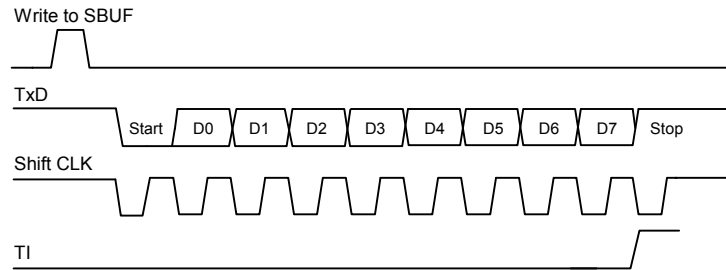 Write to SBUF
TxD
Start D0 D1 D2 D3 D4 D5 D6 D7 Stop
Shift CLK
TI